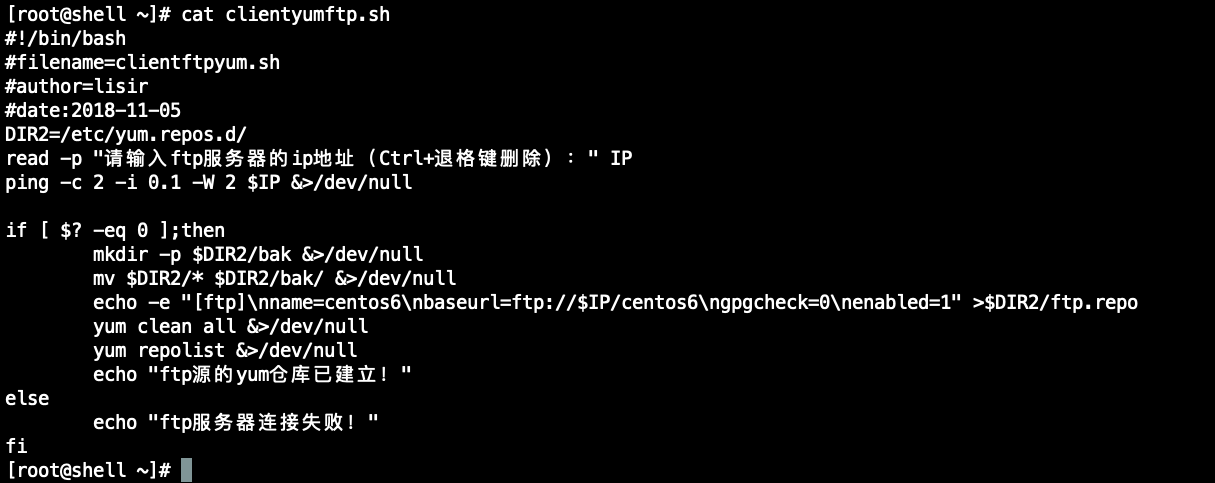 [root@shell ~]# cat clientyumftp.sh
#!/bin/bash
#filename=clientftpyum.sh
#author=lisir
#date:2018-11-05
DIR2=/etc/yum.repos.d/
read -p "请输入ftp服务器的ip地址（Ctrl+退格键删除）：" IP
ping -c 2 -i 0.1 -W 2 $IP &>/dev/null
if [ $? -eq 0 ];then
mkdir -p $DIR2/bak &>/dev/null
mv $DIR2/* $DIR2/bak/ &>/dev/null
echo -e "[ftp]\nname=centos6\nbaseurl=ftp://$IP/centos6\ngpgcheck=0\nenabled=1" >$DIR2/ftp.repo
yum clean all &>/dev/null
yum repolist &>/dev/null
echo "ftp源的yum仓库已建立！"
else
echo "ftp服务器连接失败！"
fi
[root@shell ~]#